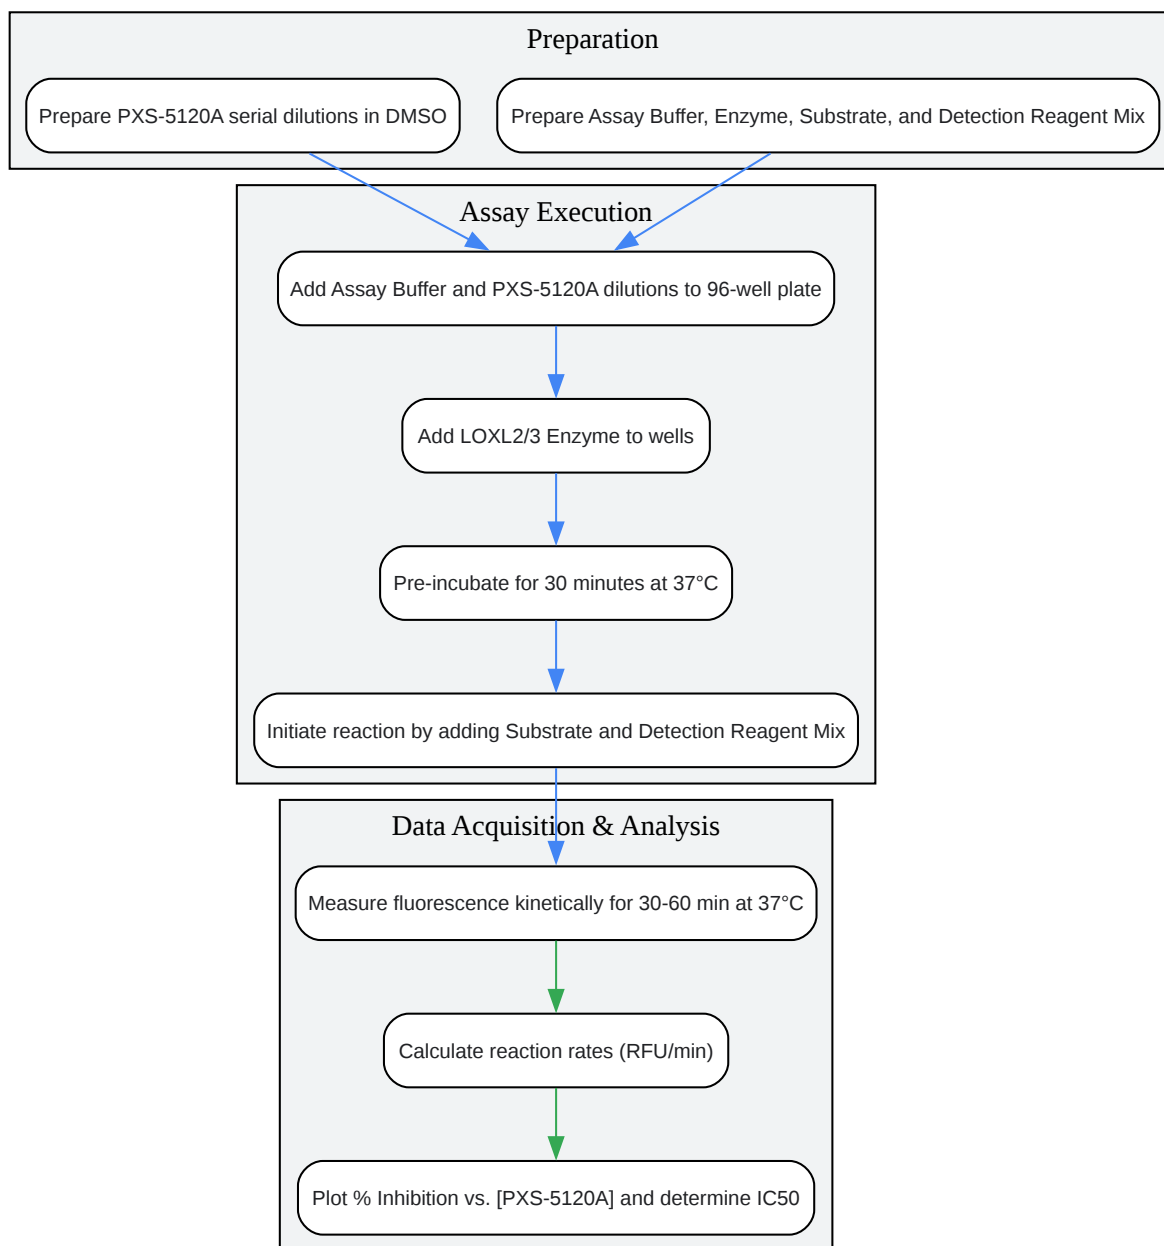 Preparation
Prepare PXS-5120A serial dilutions in DMSO
Prepare Assay Buffer, Enzyme, Substrate, and Detection Reagent Mix
Assay Execution
Add Assay Buffer and PXS-5120A dilutions to 96-well plate
Add LOXL2/3 Enzyme to wells
Pre-incubate for 30 minutes at 37°C
Initiate reaction by adding Substrate and Detection Reagent Mix
Data Acquisition & Analysis
Measure fluorescence kinetically for 30-60 min at 37°C
Calculate reaction rates (RFU/min)
Plot % Inhibition vs. [PXS-5120A] and determine IC50